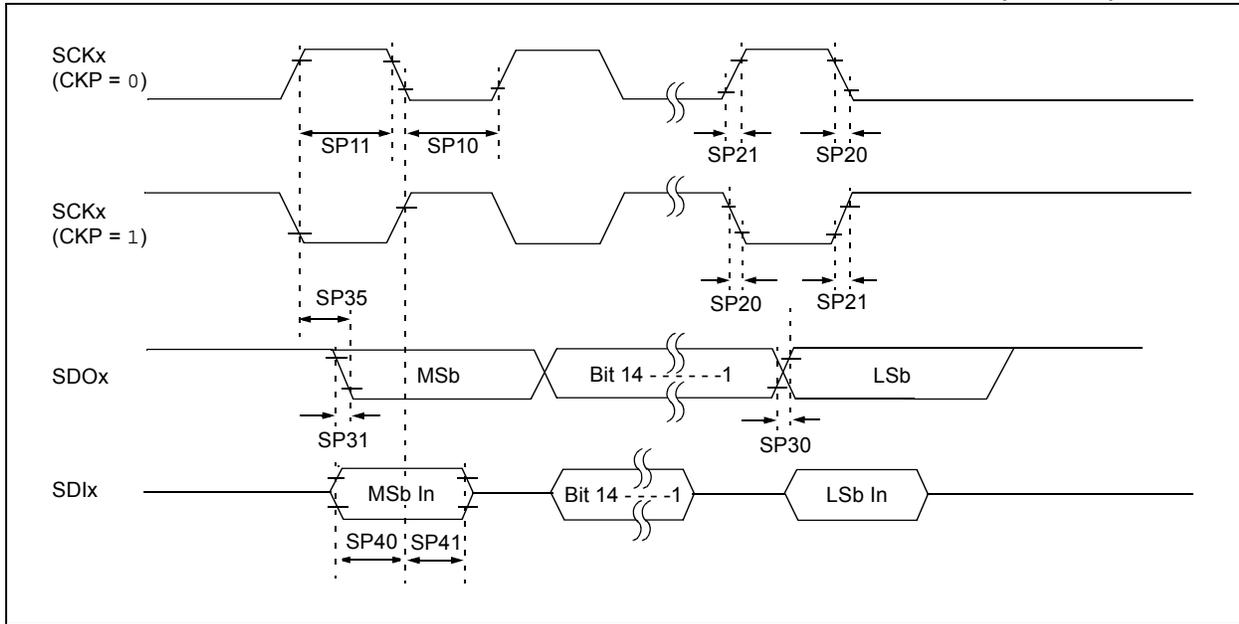 SCKx
(CKP = 0)
SP11
SP10
SP21
SP20
SCKx
(CKP = 1)
SP35
SP20
SP21
SDOx
MSb
Bit 14 - - - - - - -1
LSb
SP31
SP30
SDIx
MSb In
Bit 14 - - - - -1
LSb In
SP40
SP41